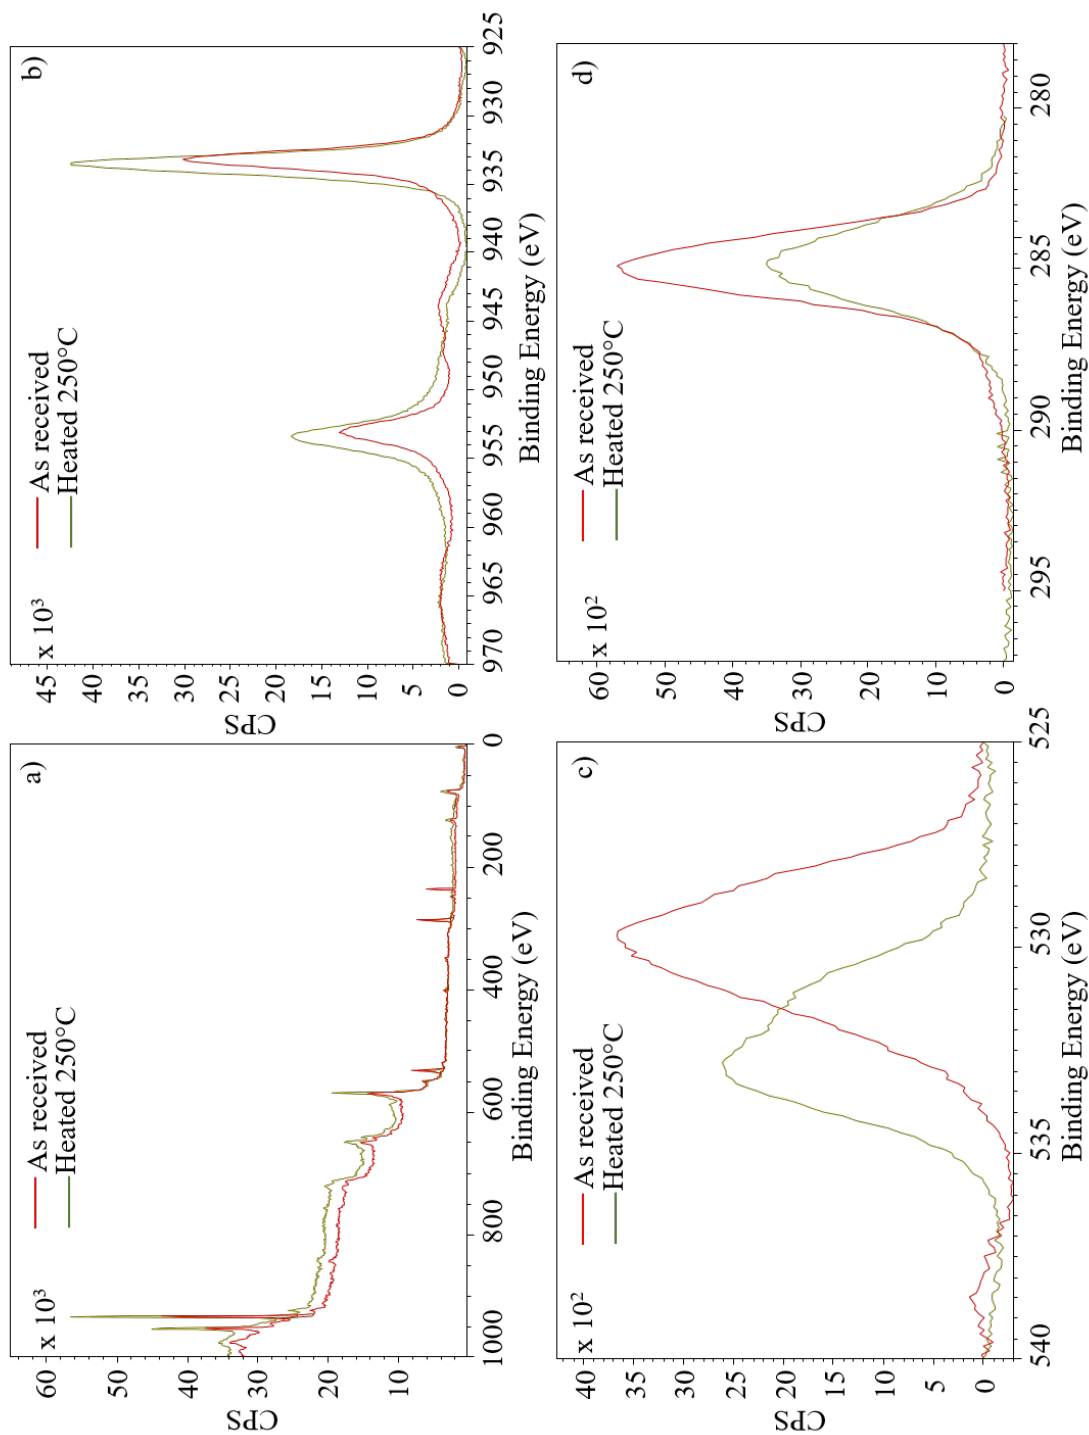 a)
x 10³
As received
Heated 250°C
CPS
60
50
40
30
20
10
1000
800
600
400
200
0
Binding Energy (eV)
b)
x 10³
As received
Heated 250°C
CPS
45
40
35
30
25
20
15
10
5
0
970
965
960
955
950
945
940
935
930
925
Binding Energy (eV)
c)
x 10²
As received
Heated 250°C
CPS
40
35
30
25
20
15
10
5
0
540
535
530
525
Binding Energy (eV)
d)
x 10²
As received
Heated 250°C
CPS
60
50
40
30
20
10
0
295
290
285
280
Binding Energy (eV)